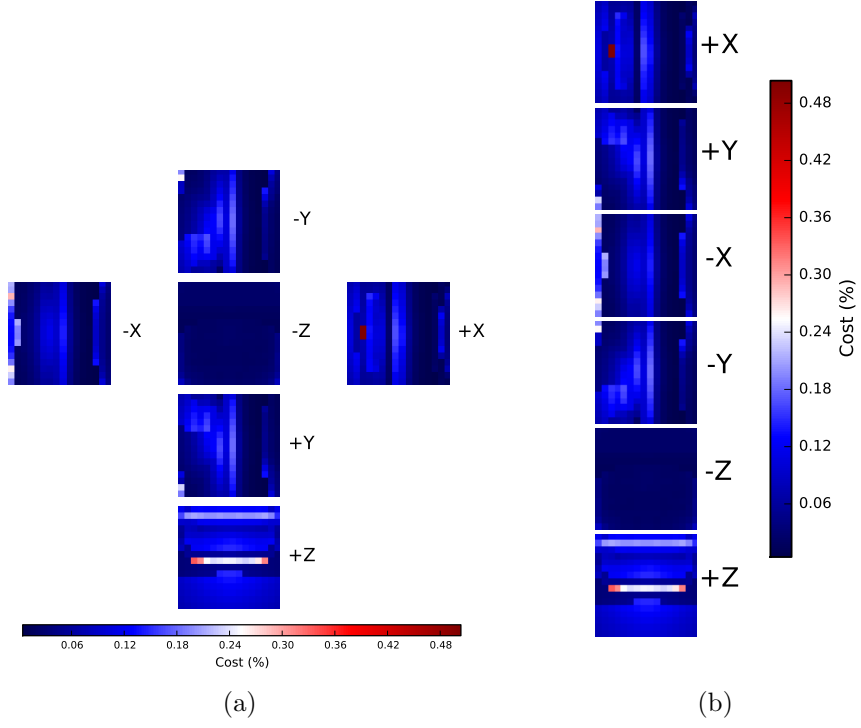 -Y
-X
-Z
+X
+Y
+Z
0.06 0.12 0.18 0.24 0.30 0.36 0.42 0.48
Cost (%)
(a)
+X
+Y
-X
-Y
-Z
+Z
0.48
0.42
0.36
0.30
0.24
0.18
0.12
0.06
Cost (%)
(b)